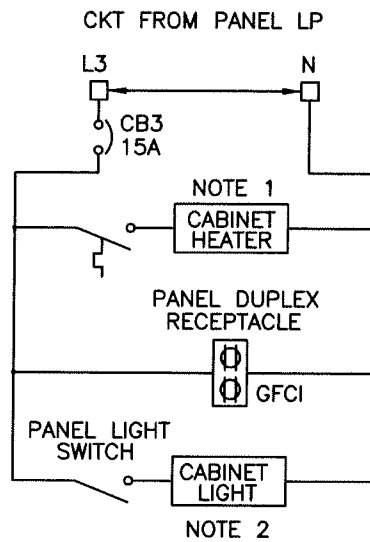 CKT FROM PANEL LP
L3
N
CB3
15A
NOTE 1
CABINET
HEATER
PANEL DUPLEX
RECEPTACLE
GFCI
PANEL LIGHT
SWITCH
CABINET
LIGHT
NOTE 2